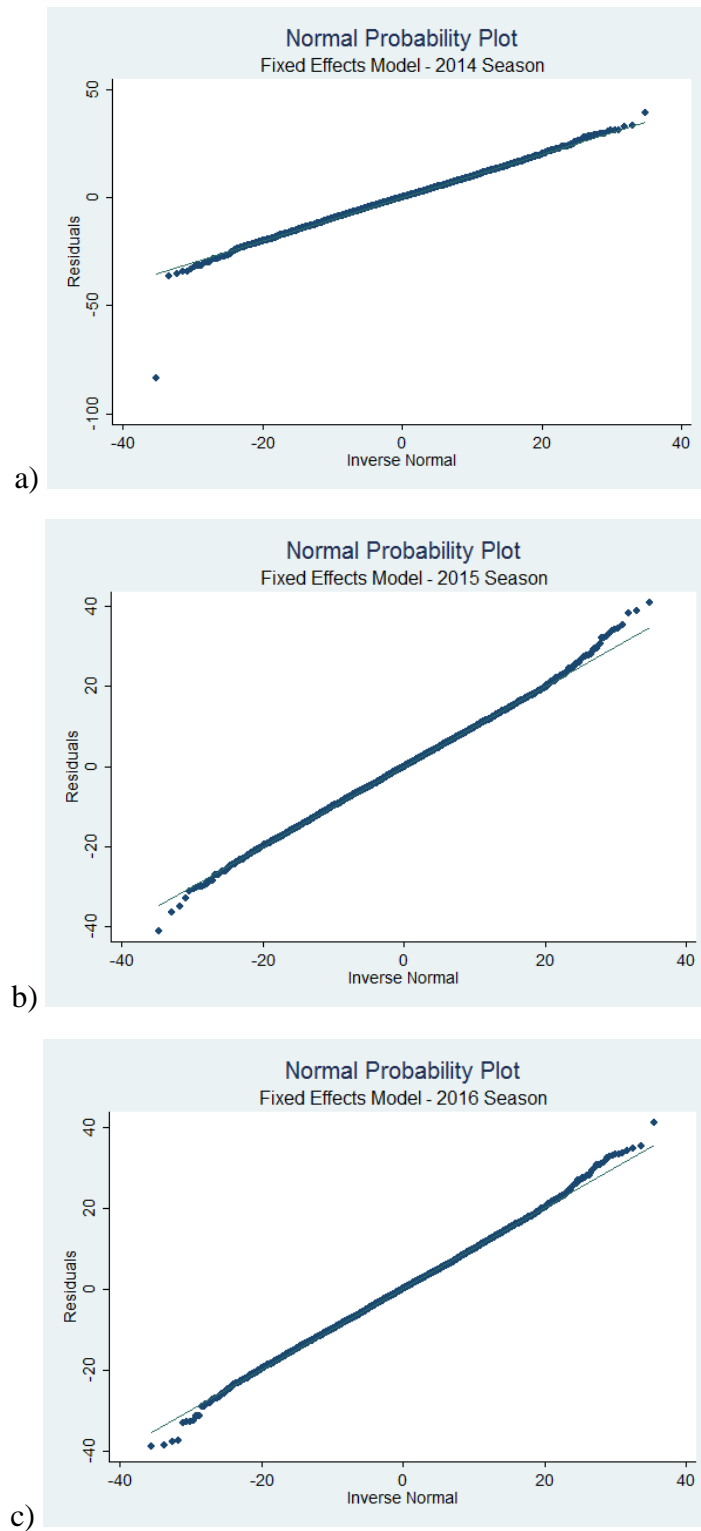 Normal Probability Plot
Fixed Effects Model - 2014 Season
50
0
-50
-100
Residuals
-40
-20
0
20
40
Inverse Normal
a)
Normal Probability Plot
Fixed Effects Model - 2015 Season
40
20
0
-20
-40
Residuals
-40
-20
0
20
40
Inverse Normal
b)
Normal Probability Plot
Fixed Effects Model - 2016 Season
40
20
0
-20
-40
Residuals
-40
-20
0
20
40
Inverse Normal
c)